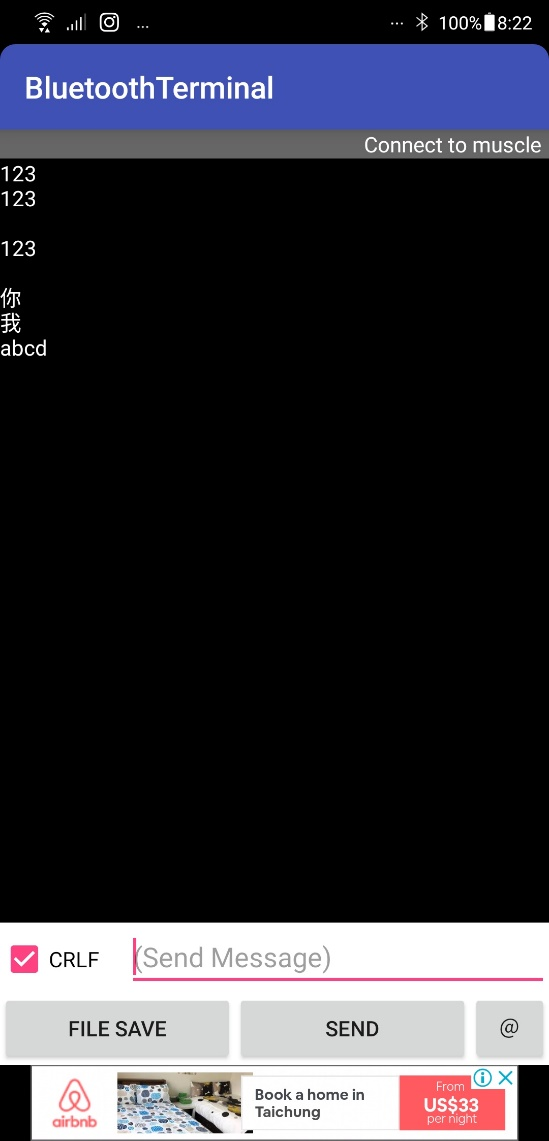 ... ... 100% 8:22
BluetoothTerminal
Connect to muscle
123
123
123
你
我
abcd
CRLF (Send Message)
FILE SAVE SEND @
airbnb
Book a home in
Taichung
From
US$33
per night